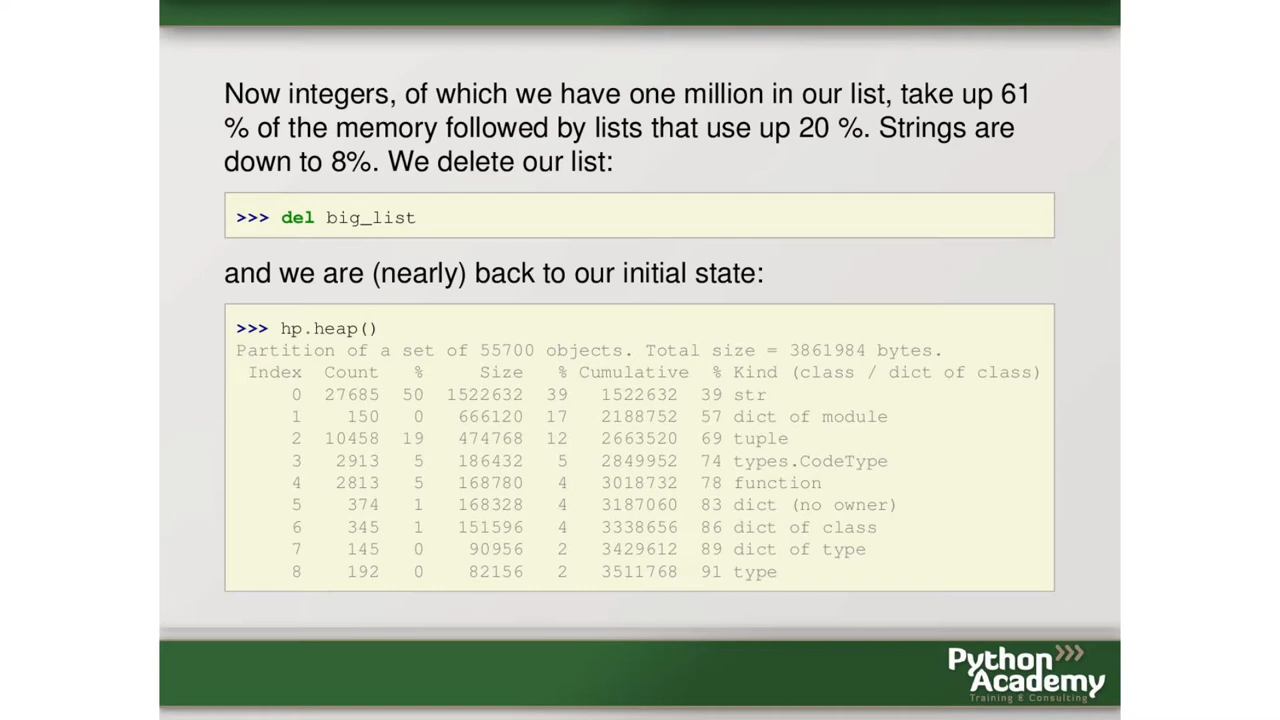 Now integers, of which we have one million in our list, take up 61
% of the memory followed by lists that use up 20 %. Strings are
down to 8%. We delete our list:
>>> del big_list
and we are (nearly) back to our initial state:
>>> hp.heap()
Partition of a set of 55700 objects. Total size = 3861984 bytes.
Index Count % Size % Cumulative % Kind (class / dict of class)
0 27685 50 1522632 39 1522632 39 str
1 150 0 666120 17 2188752 57 dict of module
2 10458 19 474768 12 2663520 69 tuple
3 2913 5 186432 5 2849952 74 types.CodeType
4 2813 5 168780 4 3018732 78 function
5 374 1 168328 4 3187060 83 dict (no owner)
6 345 1 151596 4 3338656 86 dict of class
7 145 0 90956 2 3429612 89 dict of type
8 192 0 82156 2 3511768 91 type
Python
Academy
Training & Consulting